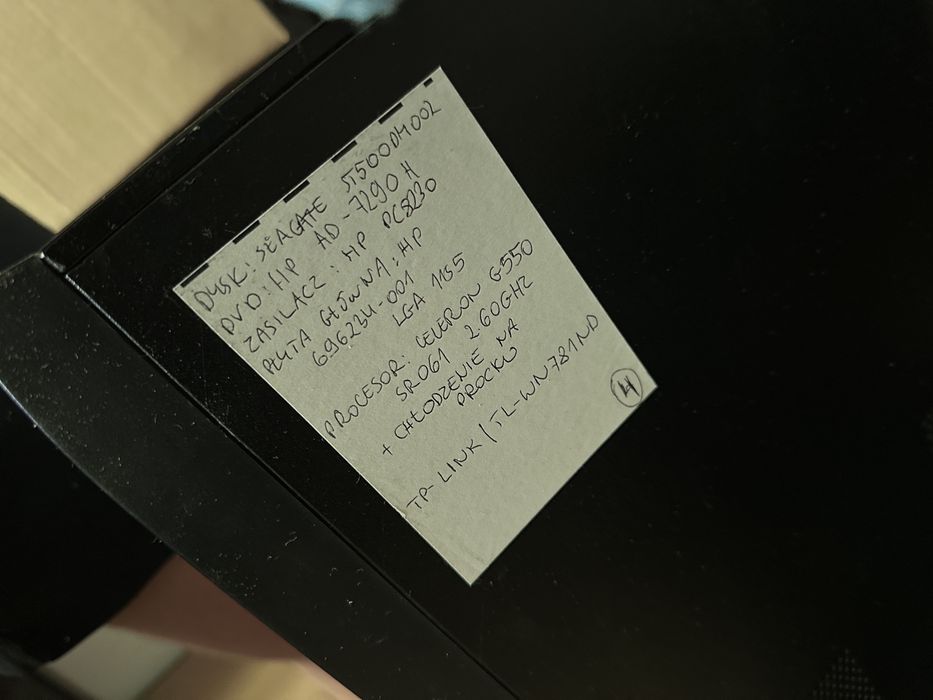 DYSK: SEAGATE ST500DM002
DVD: HP AD-7290H
ZASILACZ: HP PC8230
PŁYTA GŁÓWNA: HP
696234-001
LGA 1155
PROCESOR: CELERON G550
SR061 2.60GHZ
+ CHŁODZENIE NA
PROCKU
TP-LINK / TL-WN781ND
4